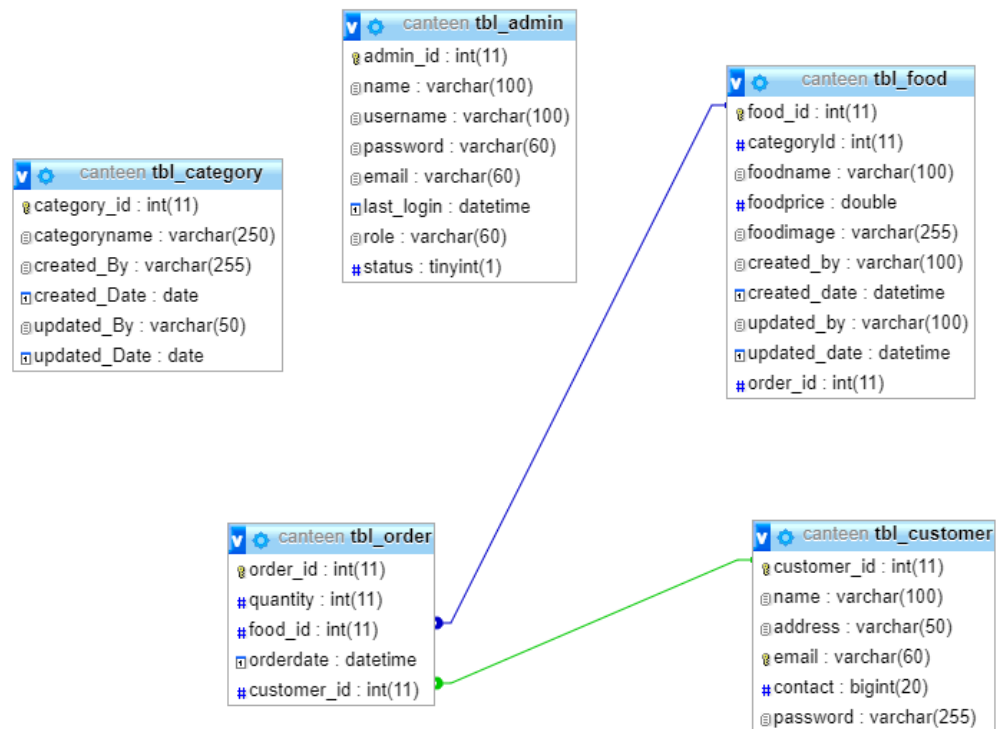 canteen tbl_admin
admin_id : int(11)
name : varchar(100)
username : varchar(100)
password : varchar(60)
email : varchar(60)
last_login : datetime
role : varchar(60)
status : tinyint(1)
canteen tbl_food
food_id : int(11)
categoryId : int(11)
foodname : varchar(100)
foodprice : double
foodimage : varchar(255)
created_by : varchar(100)
created_date : datetime
updated_by : varchar(100)
updated_date : datetime
order_id : int(11)
canteen tbl_category
category_id : int(11)
categoryname : varchar(250)
created_By : varchar(255)
created_Date : date
updated_By : varchar(50)
updated_Date : date
canteen tbl_order
order_id : int(11)
quantity : int(11)
food_id : int(11)
orderdate : datetime
customer_id : int(11)
canteen tbl_customer
customer_id : int(11)
name : varchar(100)
address : varchar(50)
email : varchar(60)
contact : bigint(20)
password : varchar(255)